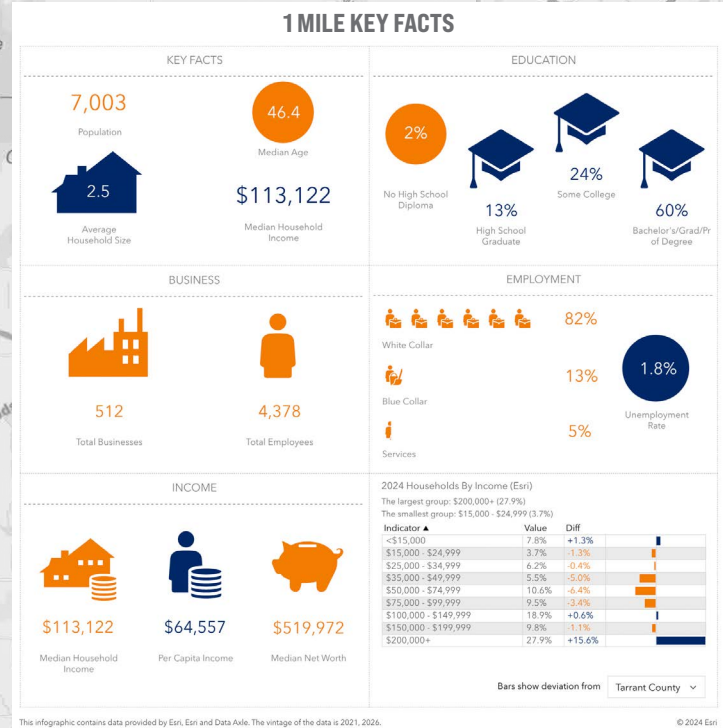 1 MILE KEY FACTS
KEY FACTS
7,003
Population
46.4
Median Age
2.5
Average
Household Size
$113,122
Median Household
Income
EDUCATION
2%
No High School
Diploma
13%
High School
Graduate
24%
Some College
60%
Bachelor's/Grad/Pr
of Degree
BUSINESS
512
Total Businesses
4,378
Total Employees
EMPLOYMENT
82%
White Collar
13%
Blue Collar
5%
Services
1.8%
Unemployment
Rate
INCOME
$113,122
Median Household
Income
$64,557
Per Capita Income
$519,972
Median Net Worth
2024 Households By Income (Esri)
The largest group: $200,000+ (27.9%)
The smallest group: $15,000 - $24,999 (3.7%)
Indicator ▲ Value Diff
<$15,000 7.8% +1.3%
$15,000 - $24,999 3.7% -1.3%
$25,000 - $34,999 6.2% -0.4%
$35,000 - $49,999 5.5% -5.0%
$50,000 - $74,999 10.6% -6.4%
$75,000 - $99,999 9.5% -3.4%
$100,000 - $149,999 18.9% +0.6%
$150,000 - $199,999 9.8% -1.1%
$200,000+ 27.9% +15.6%
Bars show deviation from Tarrant County
This infographic contains data provided by Esri, Esri and Data Axle. The vintage of the data is 2021, 2026. © 2024 Esri